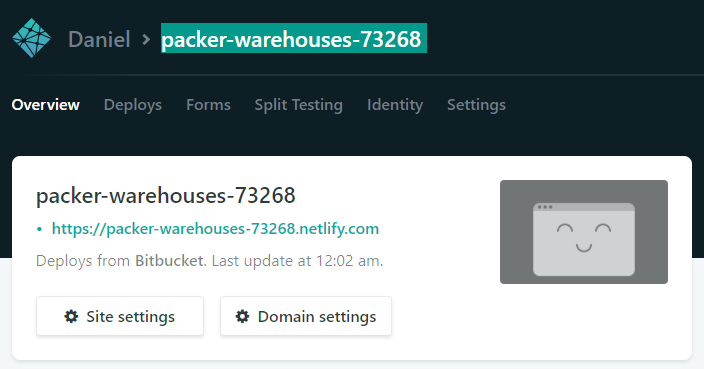 Daniel > packer-warehouses-73268
Overview Deploys Forms Split Testing Identity Settings
packer-warehouses-73268
• https://packer-warehouses-73268.netlify.com
Deploys from Bitbucket. Last update at 12:02 am.
Site settings Domain settings